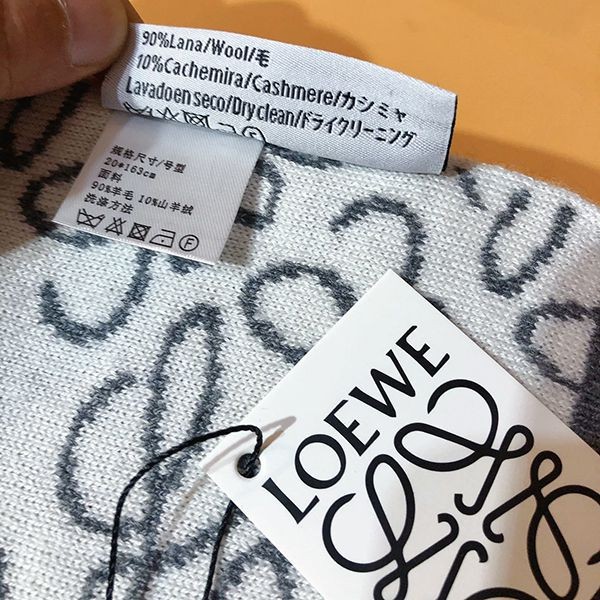 90%Lana/Wool/毛
10%Cachemira/Cashmere/カシミヤ
Lavado en seco/Dry clean/ドライクリーニング
规格尺寸/号型
20*163cm
面料
90%羊毛 10%山羊绒
洗涤方法
F
LOEWE